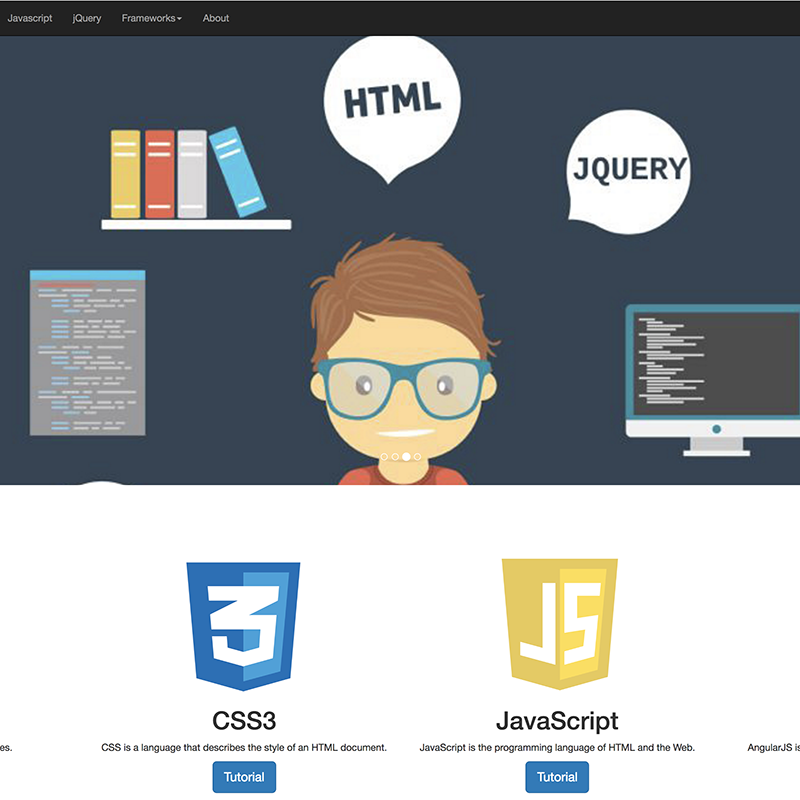 Javascript jQuery Frameworks About
HTML
JQUERY
3
JS
CSS3
JavaScript
es.
CSS is a language that describes the style of an HTML document.
JavaScript is the programming language of HTML and the Web.
AngularJS is
Tutorial
Tutorial